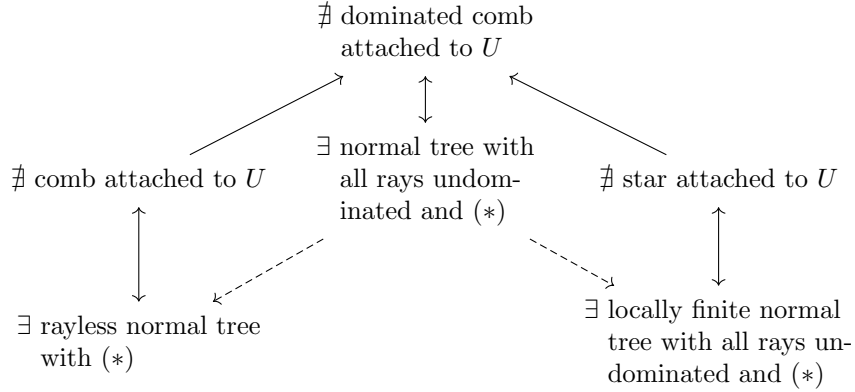 ∄ dominated comb
attached to U
∃ normal tree with
all rays undom-
inated and (∗)
∄ comb attached to U
∄ star attached to U
∃ rayless normal tree
with (∗)
∃ locally finite normal
tree with all rays un-
dominated and (∗)